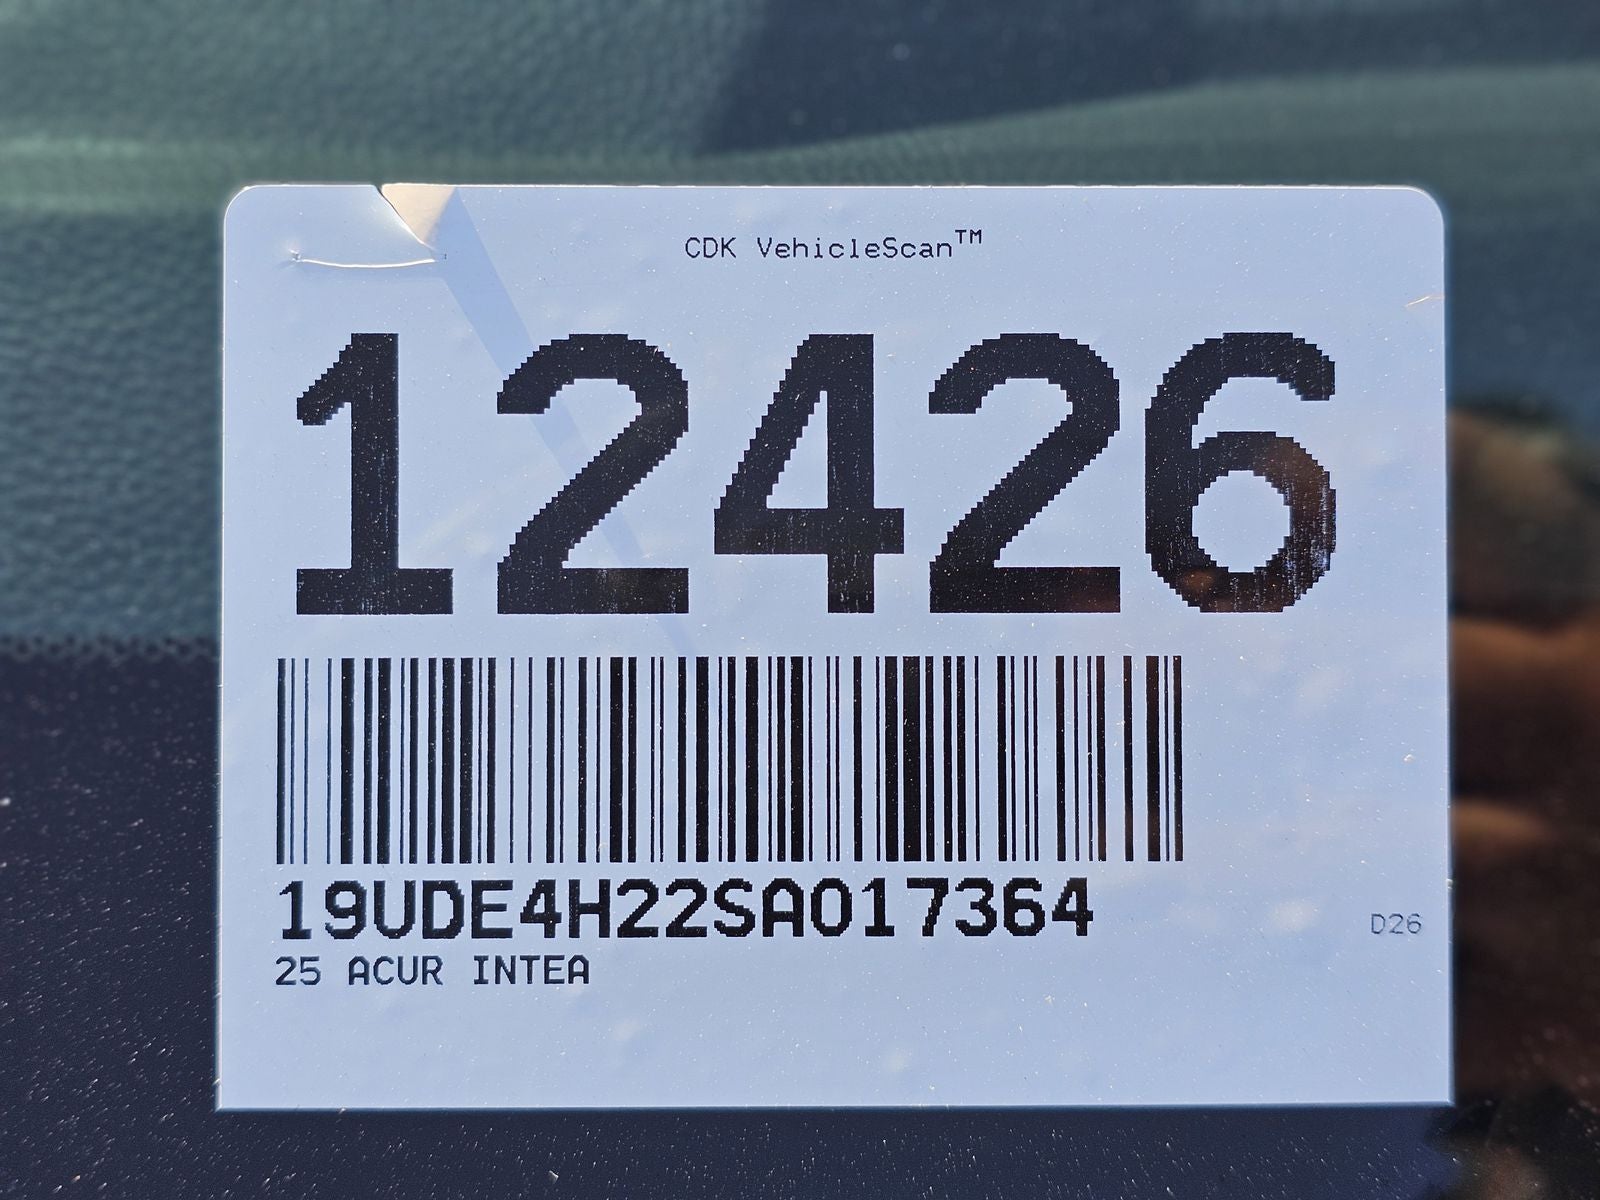 CDK VehicleScan™
12426
19UDE4H22SA017364
D26
25 ACUR INTEA